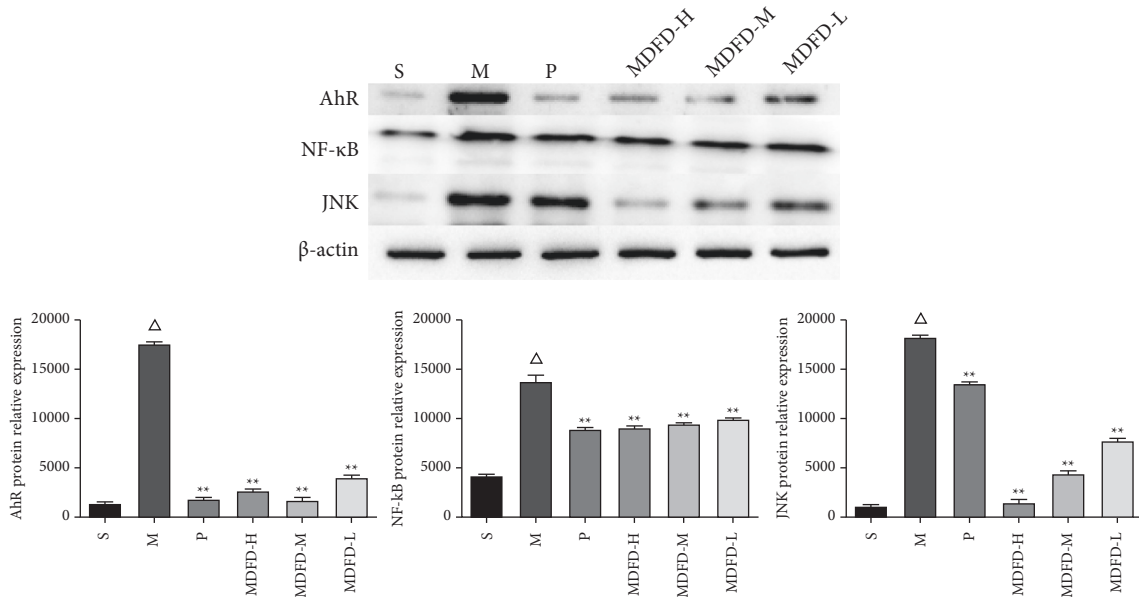 S M P MDFD-H MDFD-M MDFD-L
AhR
NF-κB
JNK
β-actin
AhR protein relative expression
20000
15000
10000
5000
0
△
** ** ** **
S M P MDFD-H MDFD-M MDFD-L
NF-kB protein relative expression
20000
15000
10000
5000
0
△
** ** ** **
S M P MDFD-H MDFD-M MDFD-L
JNK protein relative expression
20000
15000
10000
5000
0
△
** ** ** **
S M P MDFD-H MDFD-M MDFD-L